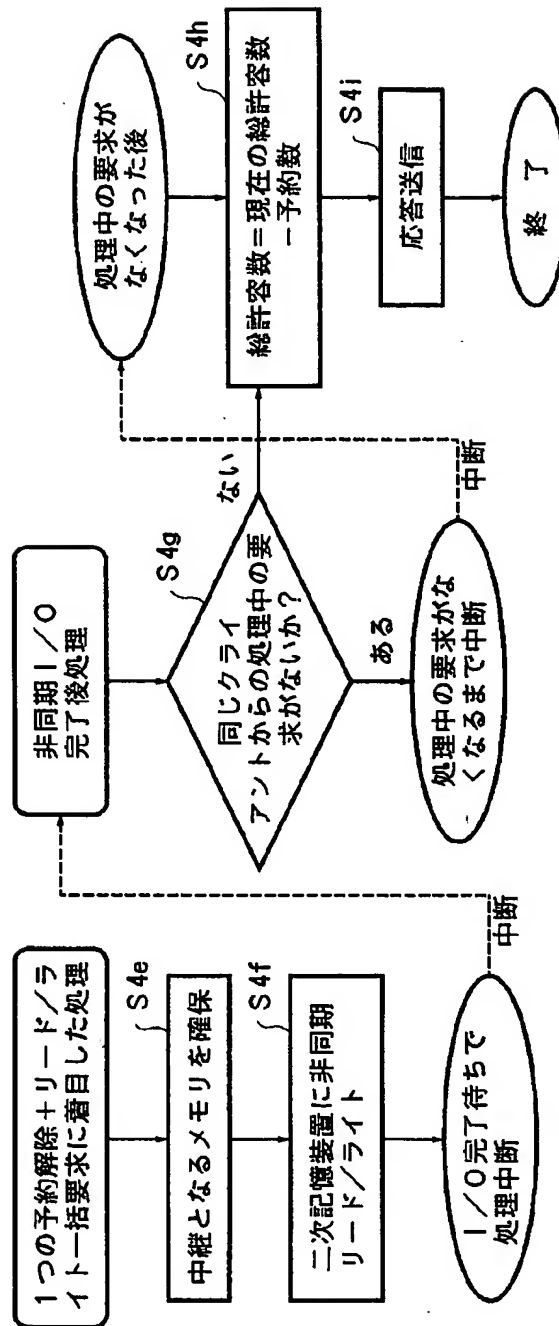 1つの予約解除+リード/ラ
イト一括要求に着目した処理
S4e
中継となるメモリを確保
S4f
二次記憶装置に非同期
リード/ライト
I/O完了待ちで
処理中断
中断
非同期I/O
完了後処理
S4g
同じクライ
アントからの処理中の要
求がないか?
ない
ある
処理中の要求がな
くなるまで中断
中断
処理中の要求が
なくなった後
S4h
総許容数=現在の総許容数
-予約数
S4i
応答送信
終 了